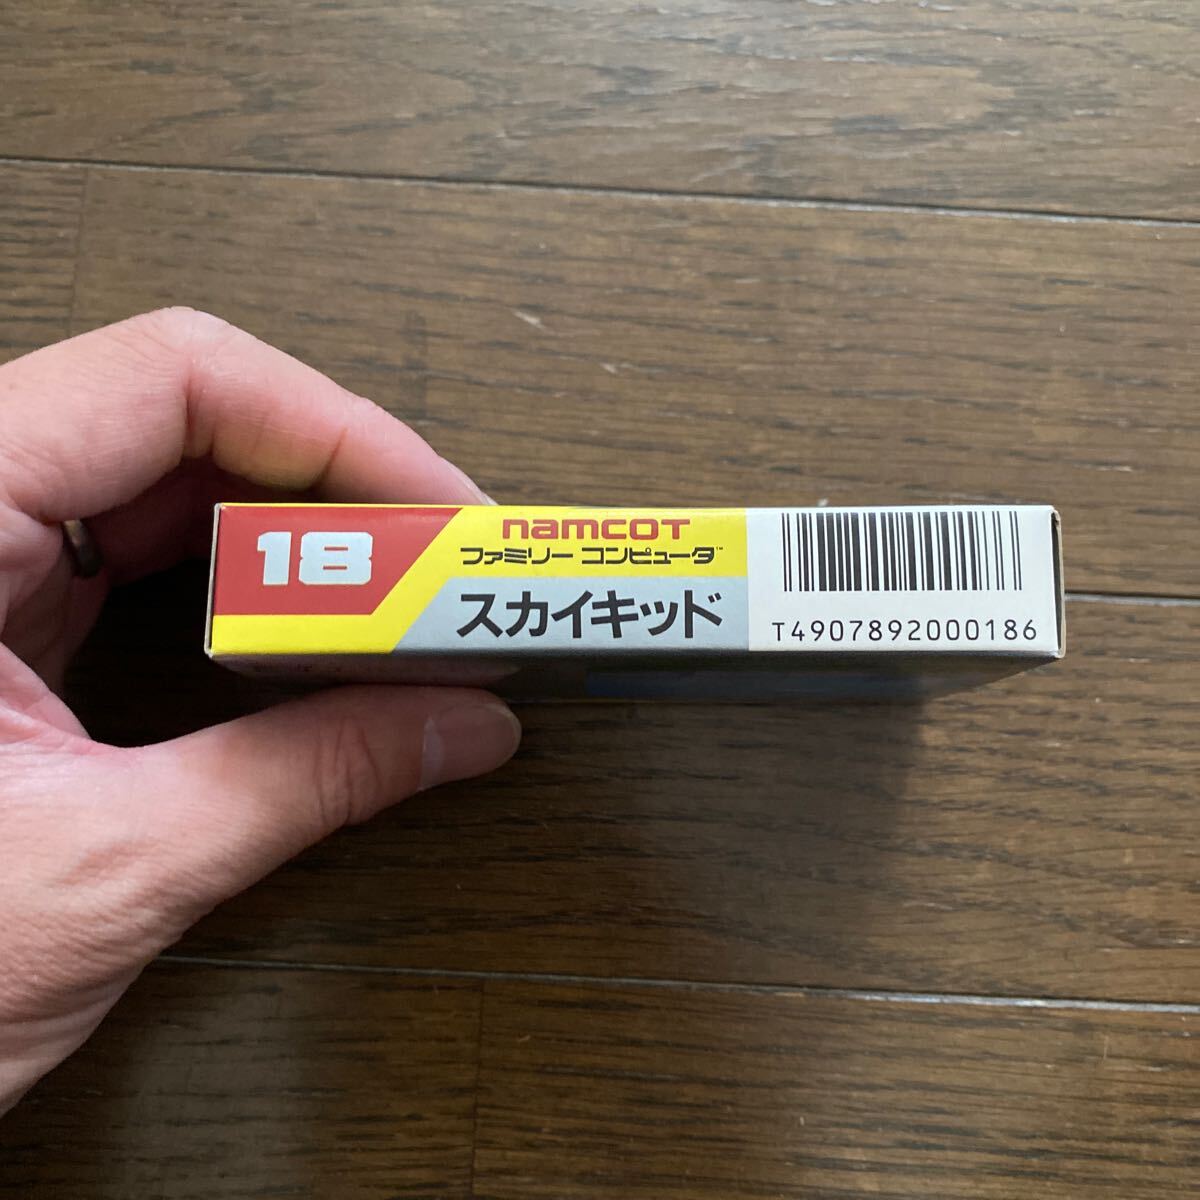 18
namcot
ファミリー コンピュータ™
スカイキッド
T4907892000186